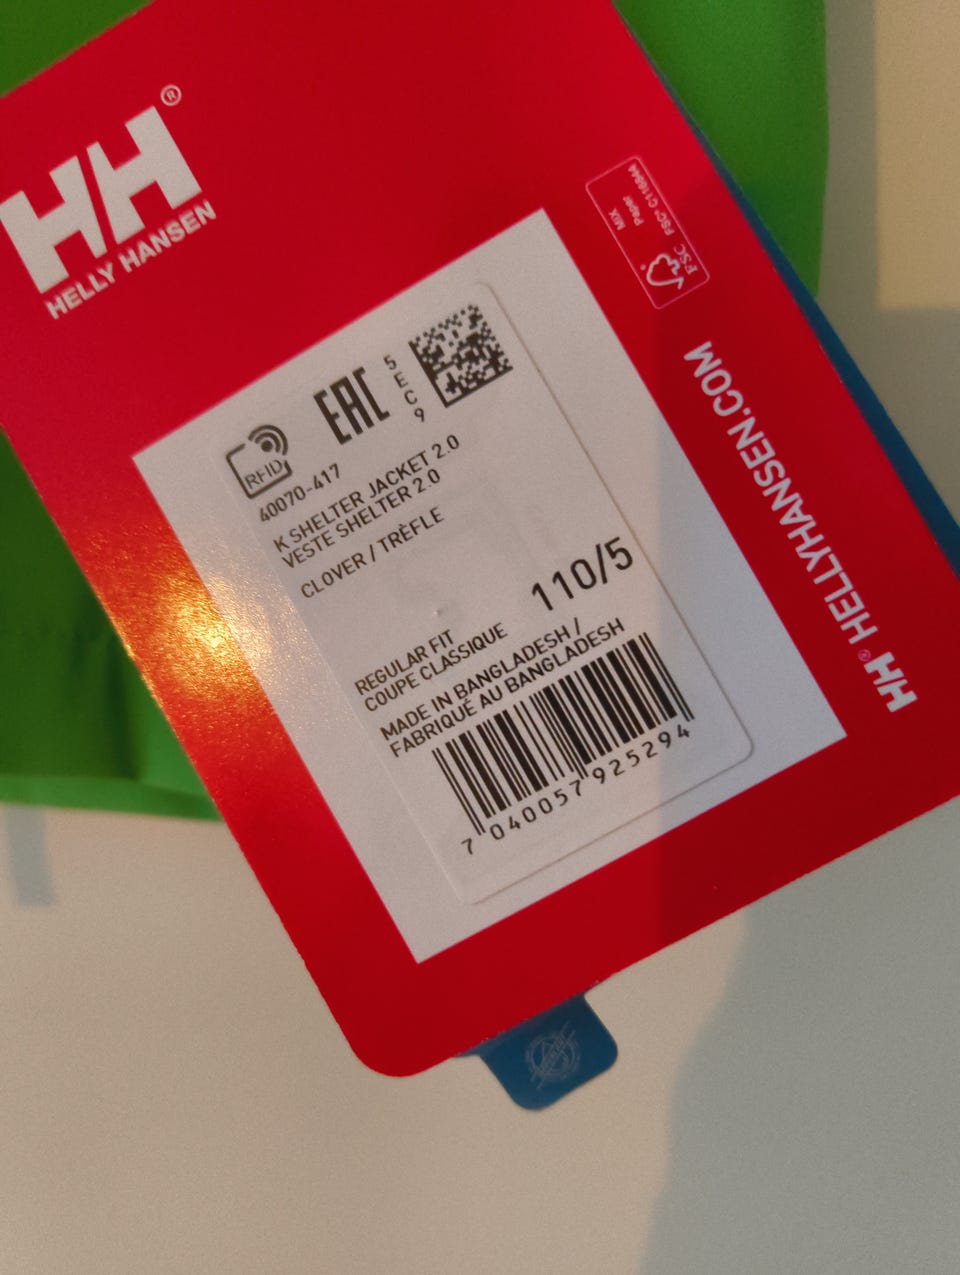 HH®
HELLY HANSEN
MIX
Paper
FSC® C116844
FSC
RFID
EAC
5EC9
40070-417
K SHELTER JACKET 2.0
VESTE SHELTER 2.0
CLOVER / TRÈFLE
110/5
REGULAR FIT
COUPE CLASSIQUE
MADE IN BANGLADESH /
FABRIQUÉ AU BANGLADESH
7 040057 925294
HH® HELLYHANSEN.COM